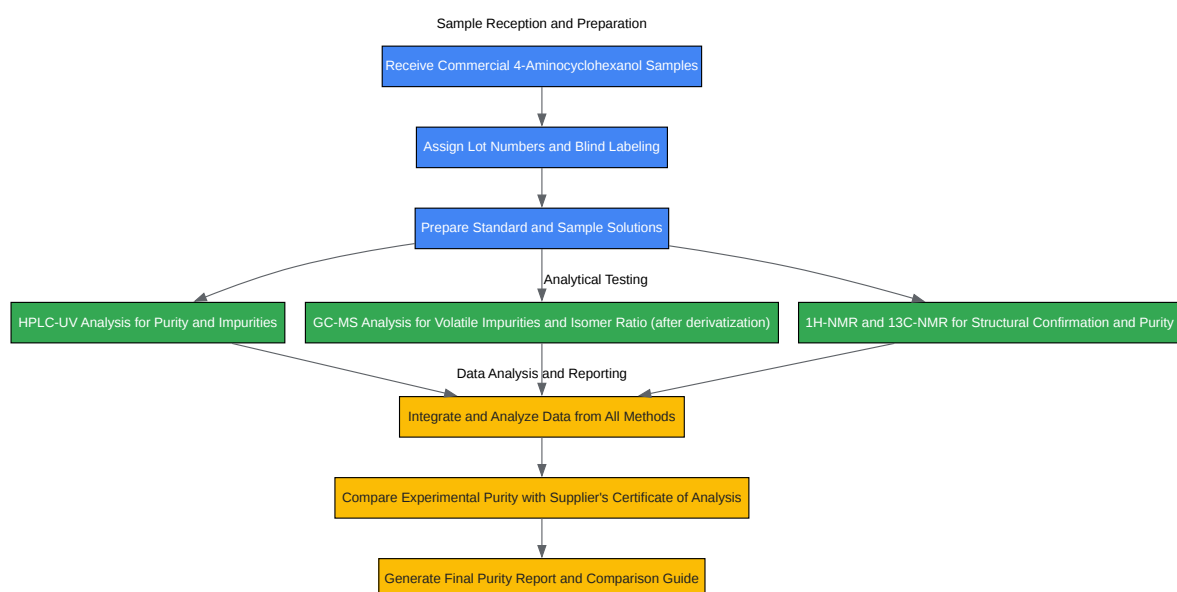 Sample Reception and Preparation
Receive Commercial 4-Aminocyclohexanol Samples
Assign Lot Numbers and Blind Labeling
Prepare Standard and Sample Solutions
Analytical Testing
HPLC-UV Analysis for Purity and Impurities
GC-MS Analysis for Volatile Impurities and Isomer Ratio (after derivatization)
1H-NMR and 13C-NMR for Structural Confirmation and Purity
Data Analysis and Reporting
Integrate and Analyze Data from All Methods
Compare Experimental Purity with Supplier's Certificate of Analysis
Generate Final Purity Report and Comparison Guide